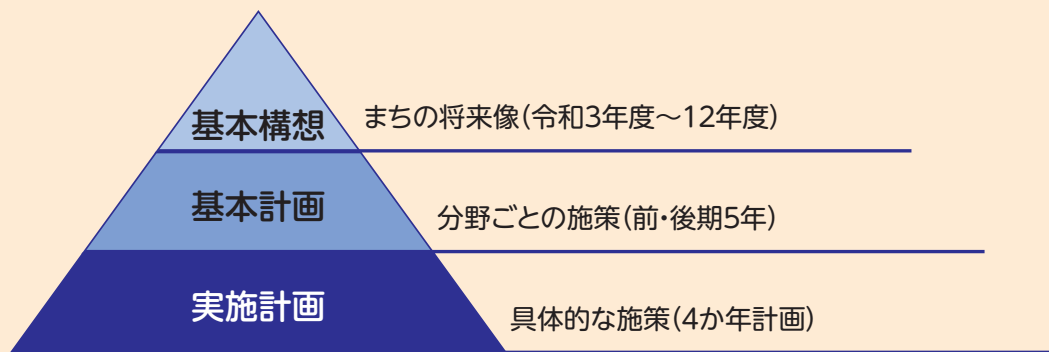 基本構想
まちの将来像(令和3年度〜12年度)
基本計画
分野ごとの施策(前・後期5年)
実施計画
具体的な施策(4か年計画)